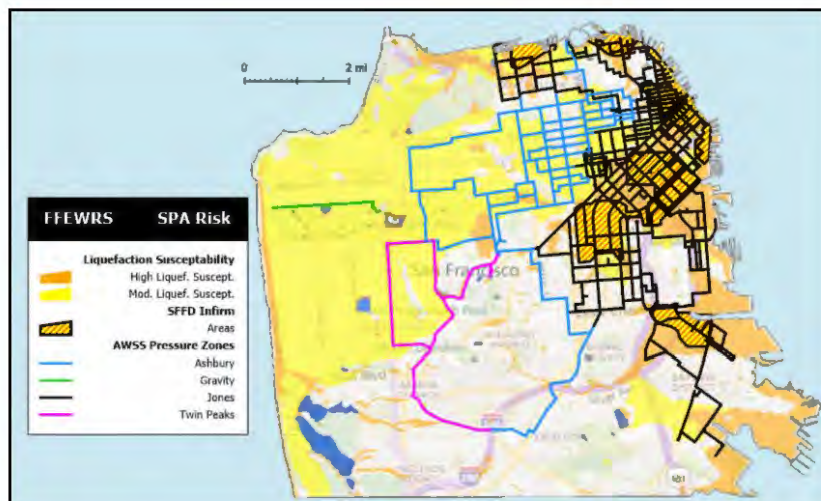 0 2 mi
FFEWRS SPA Risk
Liquefaction Susceptability
High Liquef. Suscept.
Mod. Liquef. Suscept.
SFFD Infirm
Areas
AWSS Pressure Zones
Ashbury
Gravity
Jones
Twin Peaks
San Francisco
101